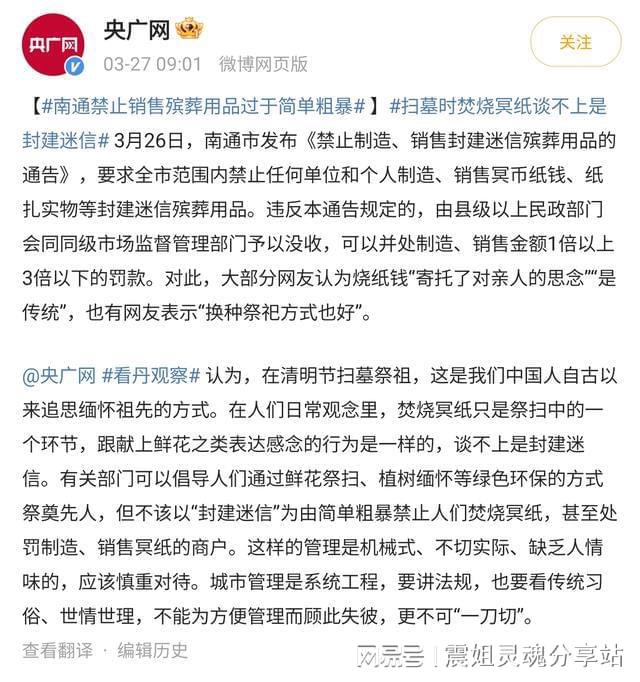 央广网
央广网
03-27 09:01 微博网页版
关注
【#南通禁止销售殡葬用品过于简单粗暴#】#扫墓时焚烧冥纸谈不上是
封建迷信# 3月26日，南通市发布《禁止制造、销售封建迷信殡葬用品的
通告》，要求全市范围内禁止任何单位和个人制造、销售冥币纸钱、纸
扎实物等封建迷信殡葬用品。违反本通告规定的，由县级以上民政部门
会同同级市场监督管理部门予以没收，可以并处制造、销售金额1倍以上
3倍以下的罚款。对此，大部分网友认为烧纸钱“寄托了对亲人的思念”“是
传统”，也有网友表示“换种祭祀方式也好”。
@央广网 #看丹观察# 认为，在清明节扫墓祭祖，这是我们中国人自古以
来追思缅怀祖先的方式。在人们日常观念里，焚烧冥纸只是祭扫中的一
个环节，跟献上鲜花之类表达感念的行为是一样的，谈不上是封建迷
信。有关部门可以倡导人们通过鲜花祭扫、植树缅怀等绿色环保的方式
祭奠先人，但不该以“封建迷信”为由简单粗暴禁止人们焚烧冥纸，甚至处
罚制造、销售冥纸的商户。这样的管理是机械式、不切实际、缺乏人情
味的，应该慎重对待。城市管理是系统工程，要讲法规，也要看传统习
俗、世情世理，不能为方便管理而顾此失彼，更不可“一刀切”。
查看翻译 · 编辑历史
网易号 | 震姐灵魂分享站